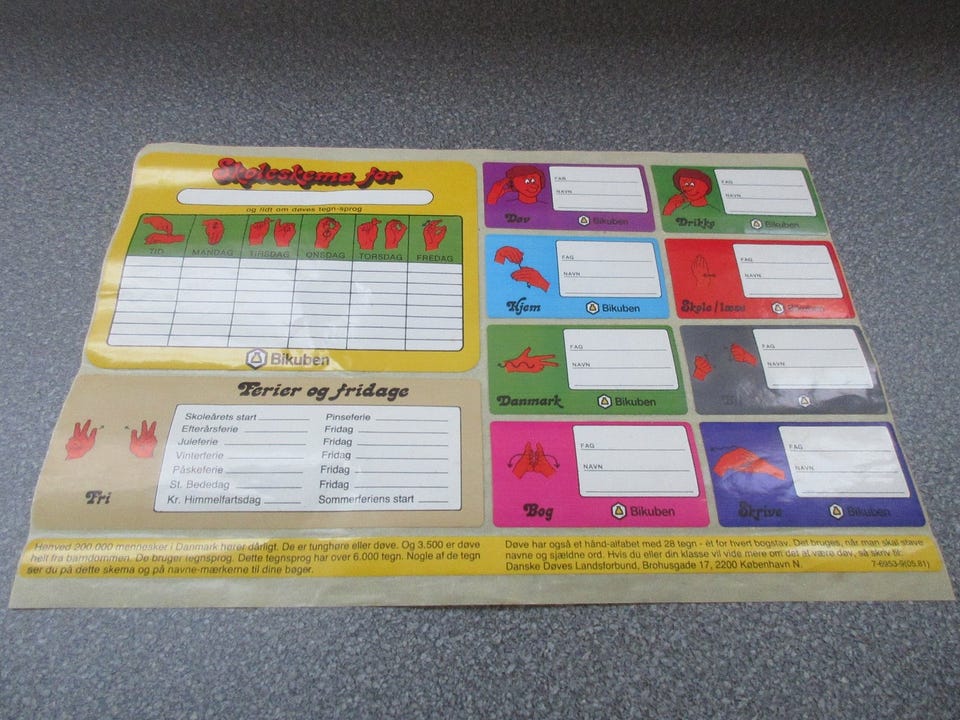 Skoleskema for
og lidt om døves tegn-sprog
TID MANDAG TIRSDAG ONSDAG TORSDAG FREDAG
Bikuben
Ferier og fridage
Skoleårets start
Efterårsferie
Juleferie
Vinterferie
Påskeferie
St. Bededag
Kr. Himmelfartsdag
Pinseferie
Fridag
Fridag
Fridag
Fridag
Fridag
Sommerferiens start
Fri
FAG
NAVN
Døv
Bikuben
FAG
NAVN
Drikke
Bikuben
FAG
NAVN
Hjem
Bikuben
FAG
NAVN
Skole/læse
Bikuben
FAG
NAVN
Danmark
Bikuben
FAG
NAVN
FAG
NAVN
Bog
Bikuben
FAG
NAVN
Skrive
Bikuben
Henved 200.000 mennesker i Danmark hører dårligt. De er tunghøre eller døve. Og 3.500 er døve
helt fra barndommen. De bruger tegnsprog. Dette tegnsprog har over 6.000 tegn. Nogle af de tegn
ser du på dette skema og på navne-mærkerne til dine bøger.
Døve har også et hånd-alfabet med 28 tegn - ét for hvert bogstav. Det bruges, når man skal stave
navne og sjældne ord. Hvis du eller din klasse vil vide mere om det at være døv, så skriv til:
Danske Døves Landsforbund, Brohusgade 17, 2200 København N.
7-6953-9(05.81)